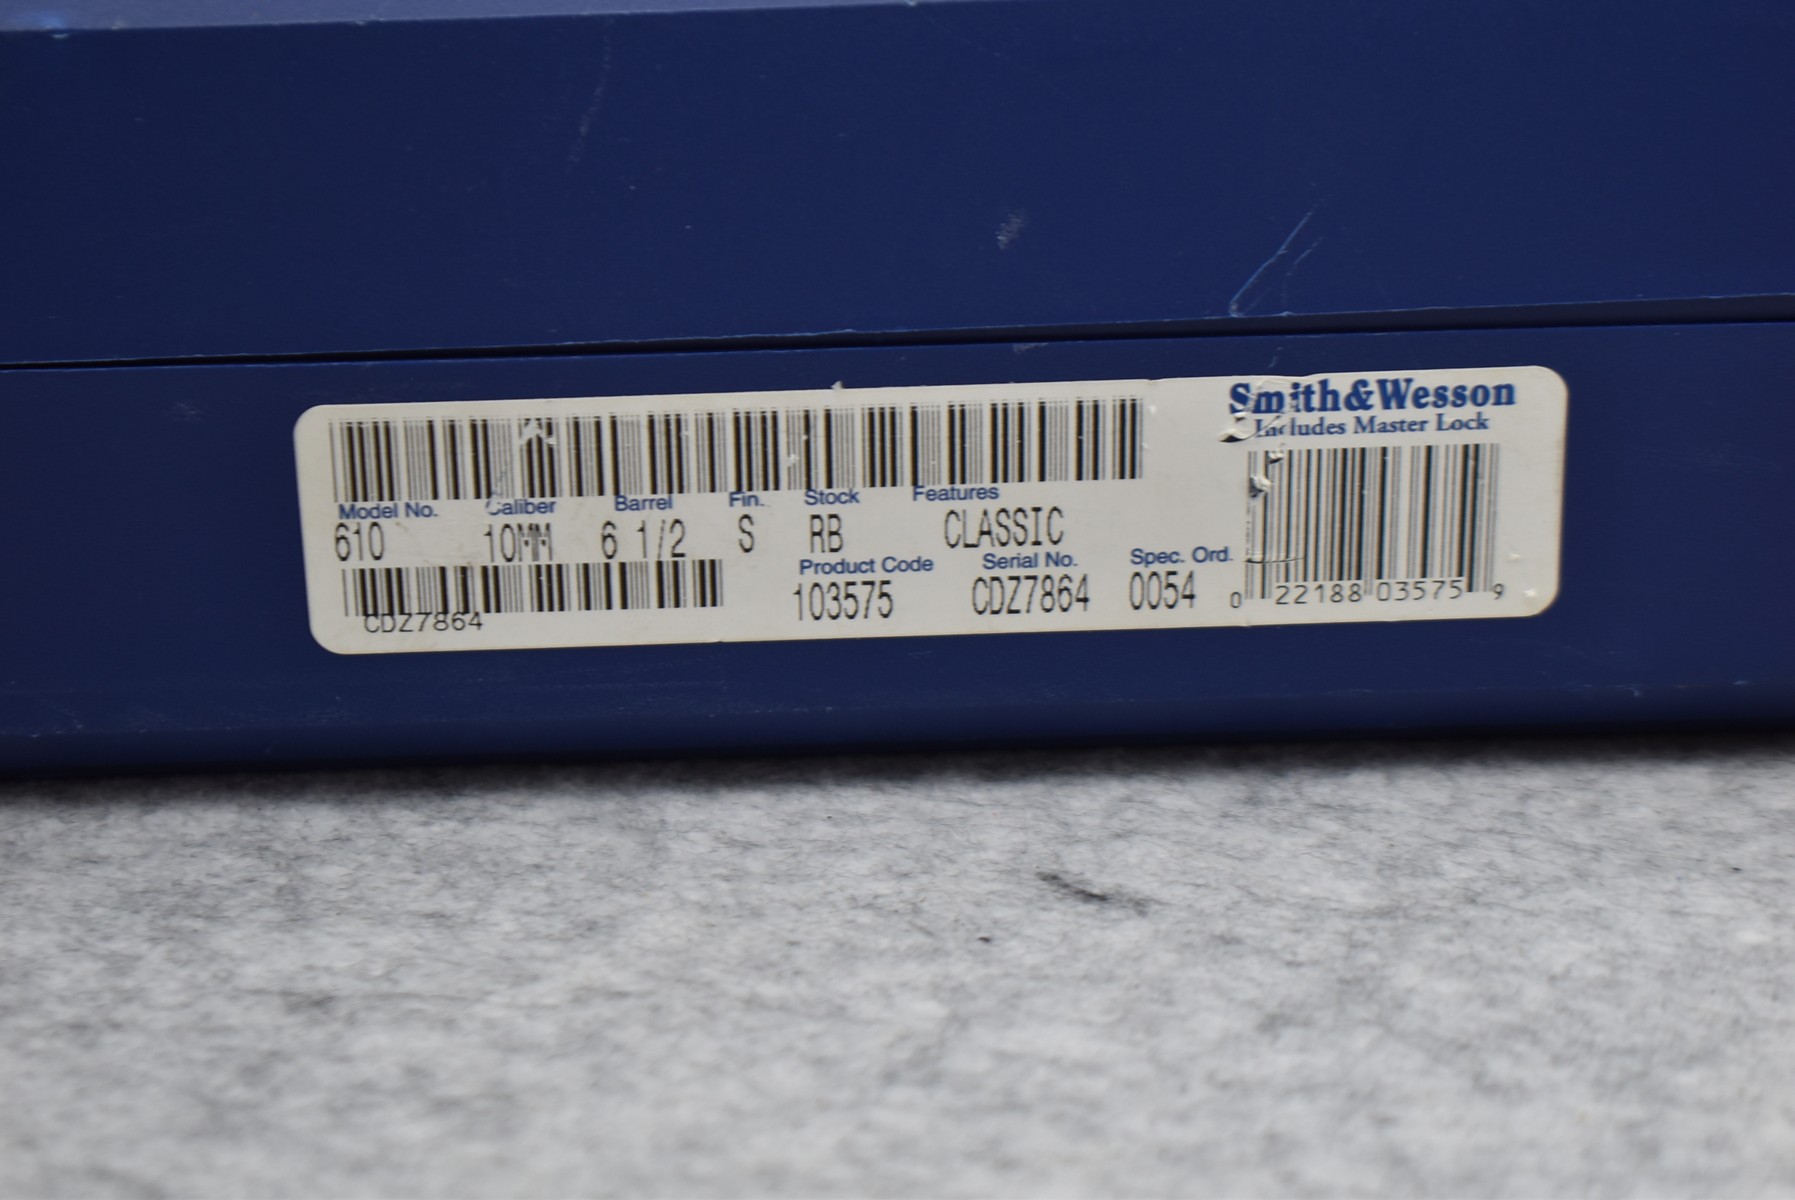 Smith&Wesson
Includes Master Lock
Model No. Caliber Barrel Fin. Stock Features
610 10MM 6 1/2 S RB CLASSIC
Product Code Serial No. Spec. Ord.
103575 CDZ7864 0054
CDZ7864
0 22188 03575 9